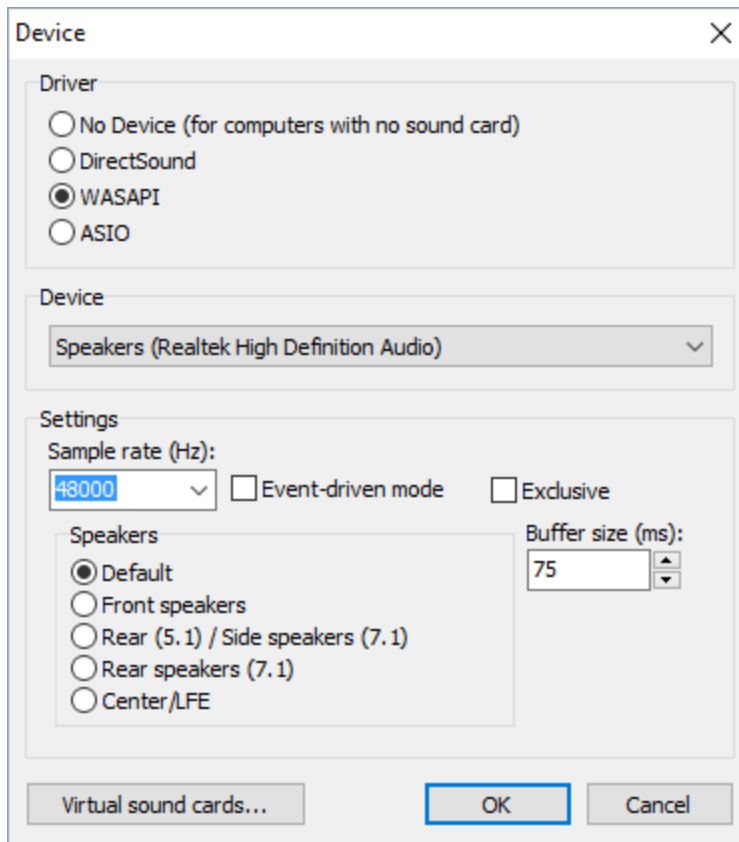 Device
Driver
No Device (for computers with no sound card)
DirectSound
WASAPI
ASIO
Device
Speakers (Realtek High Definition Audio)
Settings
Sample rate (Hz):
48000
Event-driven mode
Exclusive
Speakers
Default
Front speakers
Rear (5.1) / Side speakers (7.1)
Rear speakers (7.1)
Center/LFE
Buffer size (ms):
75
Virtual sound cards...
OK
Cancel